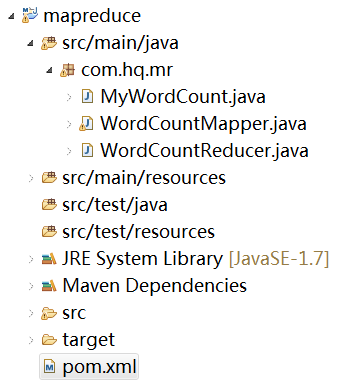 mapreduce
src/main/java
com.hq.mr
MyWordCount.java
WordCountMapper.java
WordCountReducer.java
src/main/resources
src/test/java
src/test/resources
JRE System Library [JavaSE-1.7]
Maven Dependencies
src
target
pom.xml